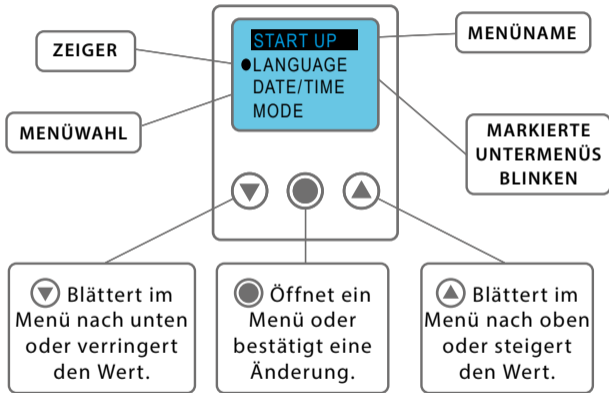 ZEIGER
START UP
MENÜNAME
●LANGUAGE
DATE/TIME
MENÜWAHL
MODE
MARKIERTE
UNTERMENÜS
BLINKEN
Blättert im
Menü nach unten
oder verringert
den Wert.
Öffnet ein
Menü oder
bestätigt eine
Änderung.
Blättert im
Menü nach oben
oder steigert
den Wert.